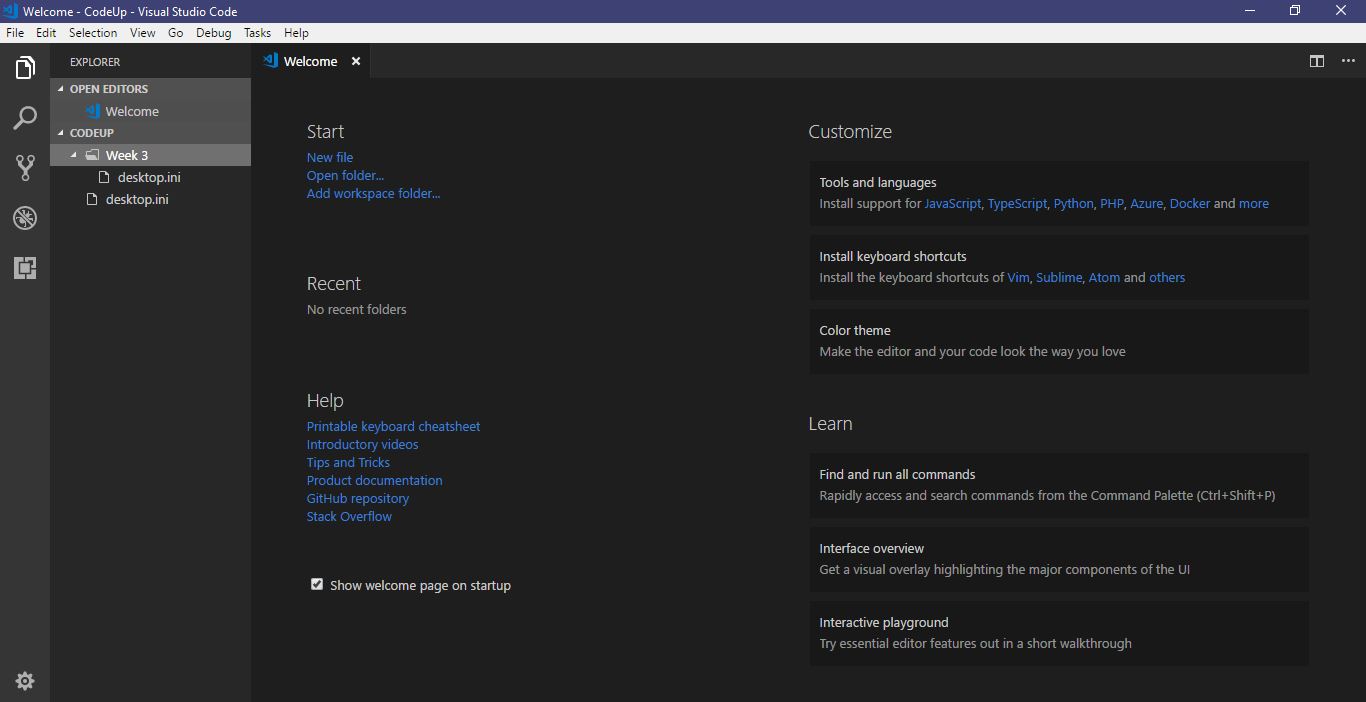 Welcome - CodeUp - Visual Studio Code
File Edit Selection View Go Debug Tasks Help
EXPLORER
OPEN EDITORS
Welcome
CODEUP
Week 3
desktop.ini
desktop.ini
Welcome
Start
New file
Open folder...
Add workspace folder...
Recent
No recent folders
Help
Printable keyboard cheatsheet
Introductory videos
Tips and Tricks
Product documentation
GitHub repository
Stack Overflow
Show welcome page on startup
Customize
Tools and languages
Install support for JavaScript, TypeScript, Python, PHP, Azure, Docker and more
Install keyboard shortcuts
Install the keyboard shortcuts of Vim, Sublime, Atom and others
Color theme
Make the editor and your code look the way you love
Learn
Find and run all commands
Rapidly access and search commands from the Command Palette (Ctrl+Shift+P)
Interface overview
Get a visual overlay highlighting the major components of the UI
Interactive playground
Try essential editor features out in a short walkthrough